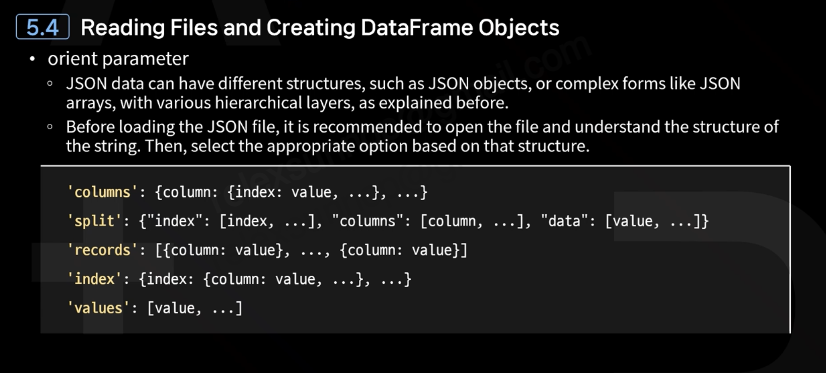 5.4 Reading Files and Creating DataFrame Objects
• orient parameter
◦ JSON data can have different structures, such as JSON objects, or complex forms like JSON
arrays, with various hierarchical layers, as explained before.
◦ Before loading the JSON file, it is recommended to open the file and understand the structure of
the string. Then, select the appropriate option based on that structure.
'columns': {column: {index: value, ...}, ...}
'split': {"index": [index, ...], "columns": [column, ...], "data": [value, ...]}
'records': [{column: value}, ..., {column: value}]
'index': {index: {column: value, ...}, ...}
'values': [value, ...]